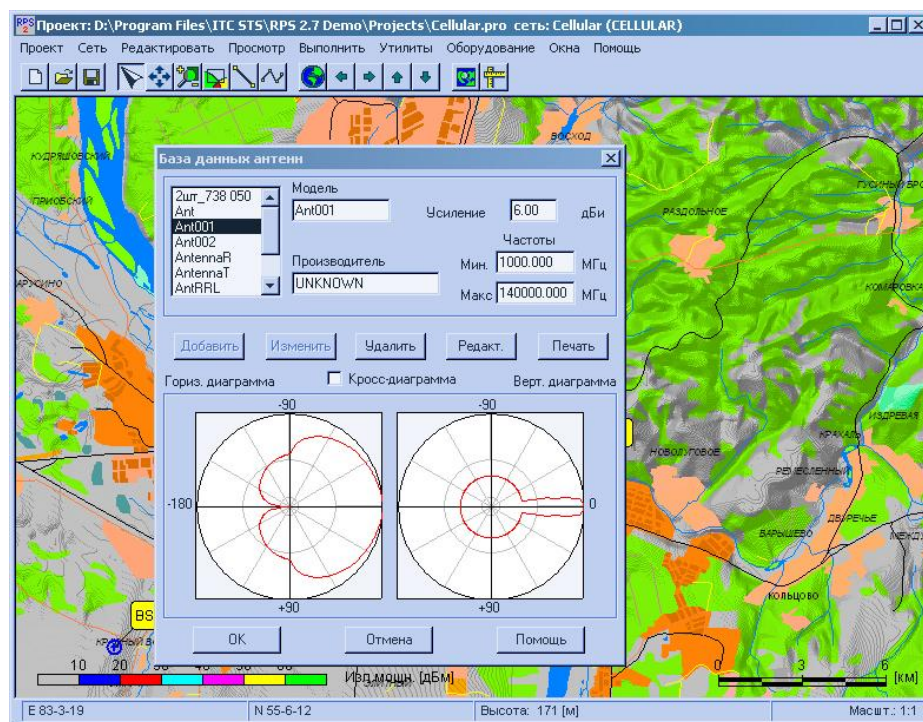 Проект: D:\Program Files\ITC STS\RPS 2.7 Demo\Projects\Cellular.pro сеть: Cellular (CELLULAR)
Проект Сеть Редактировать Просмотр Выполнить Утилиты Оборудование Окна Помощь
КУДРЯШОВСКИЙ
ВОСХОД
ПРИОБСКИЙ
РАЗДОЛЬНОЕ
КОМАРОВКА
База данных антенн
2шт_738 050
Ant
Ant001
Ant002
AntennaR
AntennaT
AntRRL
Модель
Ant001
Усиление 6.00 дБи
Частоты
Производитель
UNKNOWN
Мин. 1000.000 МГц
Макс 140000.000 МГц
Добавить Изменить Удалить Редакт. Печать
Гориз. диаграмма Кросс-диаграмма Верт. диаграмма
-90 -90
-180 0
+90 +90
OK Отмена Помощь
ИЗДРЕВАЯ
КРАХАЛЬ
НОВОЛУГОВОЕ
РЕМЕСЛЕННЫЙ
ДВУРЕЧЬЕ
БАРЫШЕВО
КОЛЬЦОВО
BS
10 20
Изл.мощн. [дБм]
0 3 6
[км]
E 83-3-19 N 55-6-12 Высота: 171 [м] Масшт.: 1:1